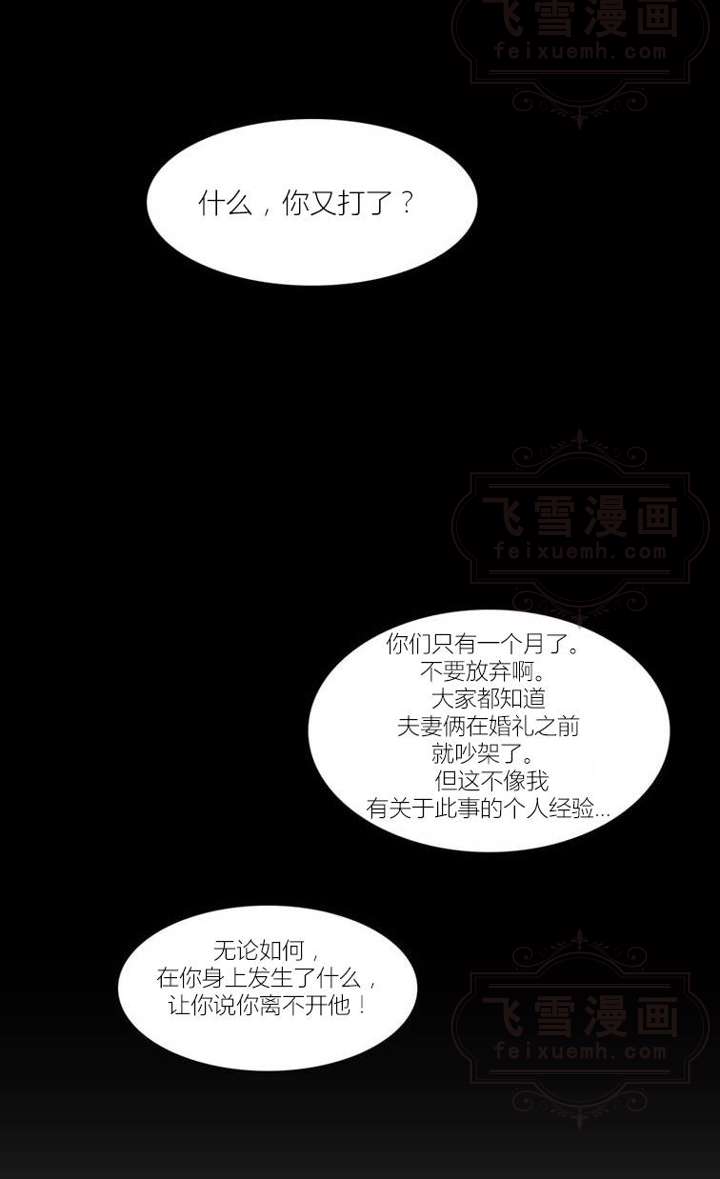 飞雪漫画
feixuemh.com
什么，你又打了？
飞雪漫画
feixuemh.com
你们只有一个月了。
不要放弃啊。
大家都知道
夫妻俩在婚礼之前
就吵架了。
但这不像我
有关于此事的个人经验...
无论如何，
在你身上发生了什么，
让你说你离不开他！
飞雪漫画
feixuemh.com